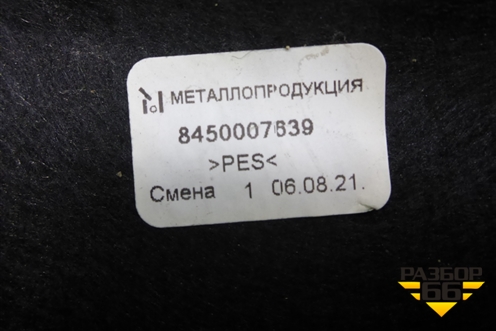 МЕТАЛЛОПРОДУКЦИЯ
8450007639
>PES<
Смена 1 06.08.21.
РАЗБОР
66